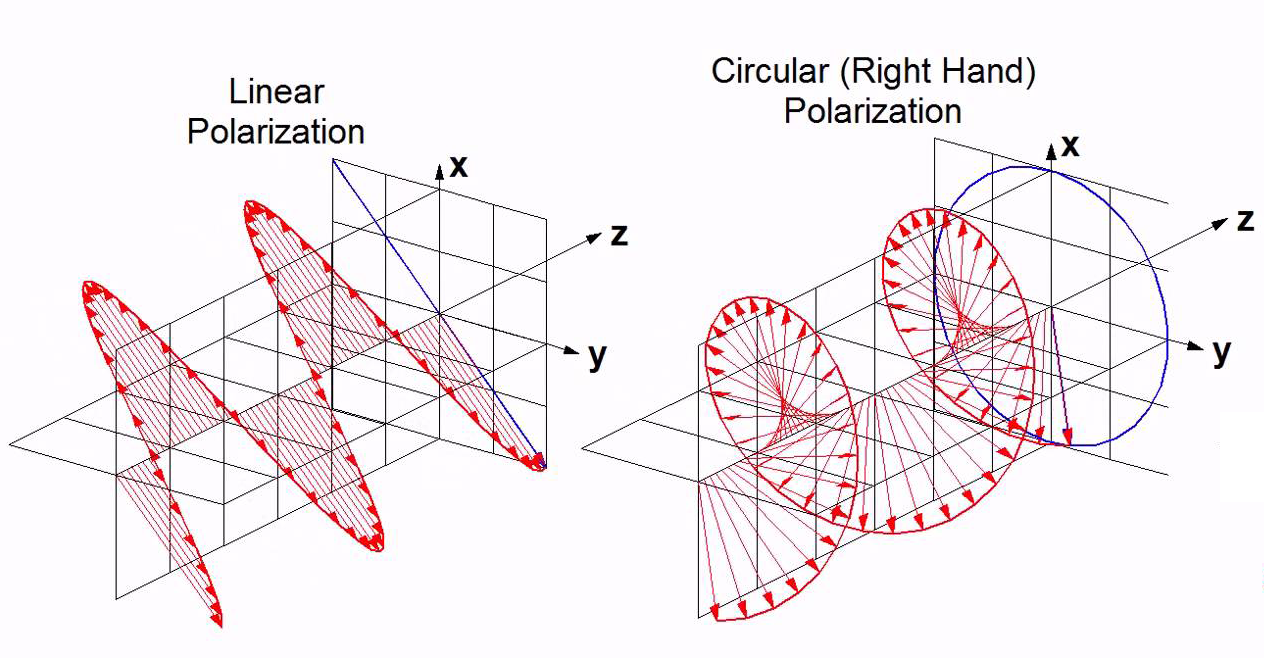 Linear
Polarization
x
z
y
Circular (Right Hand)
Polarization
x
z
y